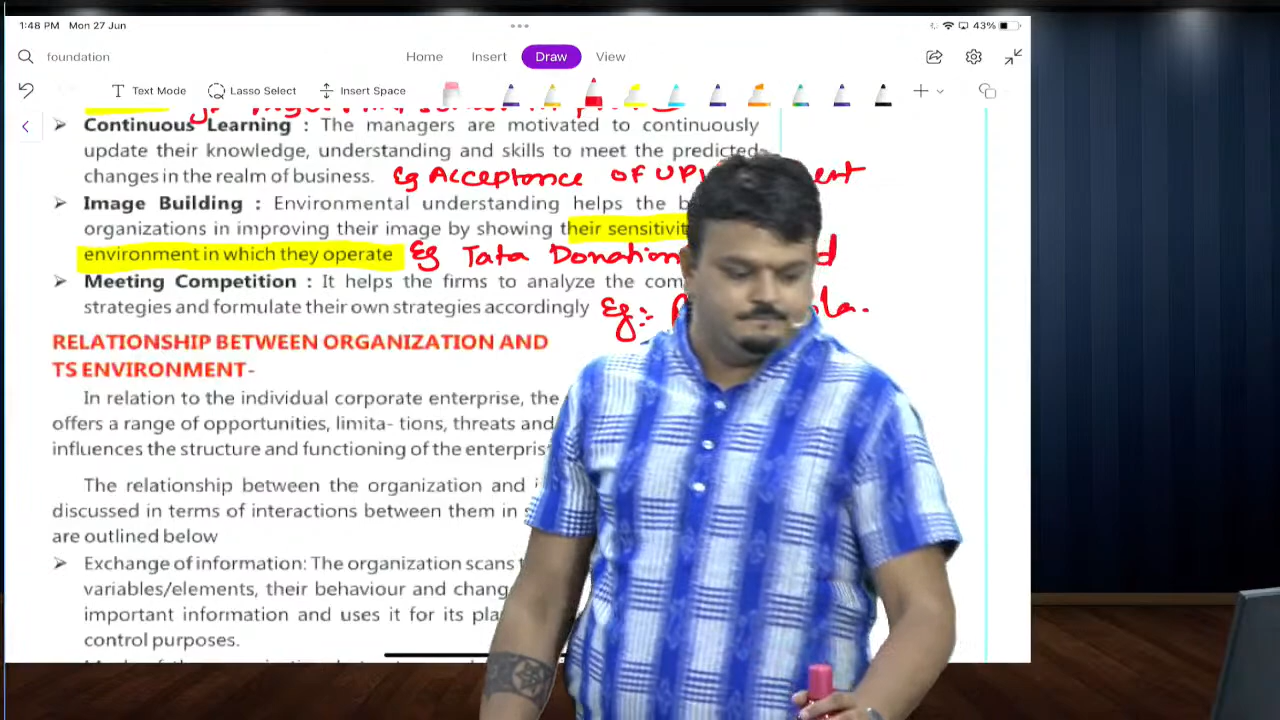 1:48 PM Mon 27 Jun
43%
foundation
Home Insert Draw View
Text Mode Lasso Select Insert Space
Continuous Learning : The managers are motivated to continuously
update their knowledge, understanding and skills to meet the predicted
changes in the realm of business. Eg Acceptance of UPI
Image Building : Environmental understanding helps the
organizations in improving their image by showing their
environment in which they operate Eg Tata Donation
Meeting Competition : It helps the firms to analyze the
strategies and formulate their own strategies accordingly Eg:-
RELATIONSHIP BETWEEN ORGANIZATION AND
TS ENVIRONMENT-
In relation to the individual corporate enterprise, the
offers a range of opportunities, limita- tions, threats and
influences the structure and functioning of the
The relationship between the organization and
discussed in terms of interactions between them in
are outlined below
Exchange of information: The organization scans
variables/elements, their behaviour and
important information and uses it for its
control purposes.